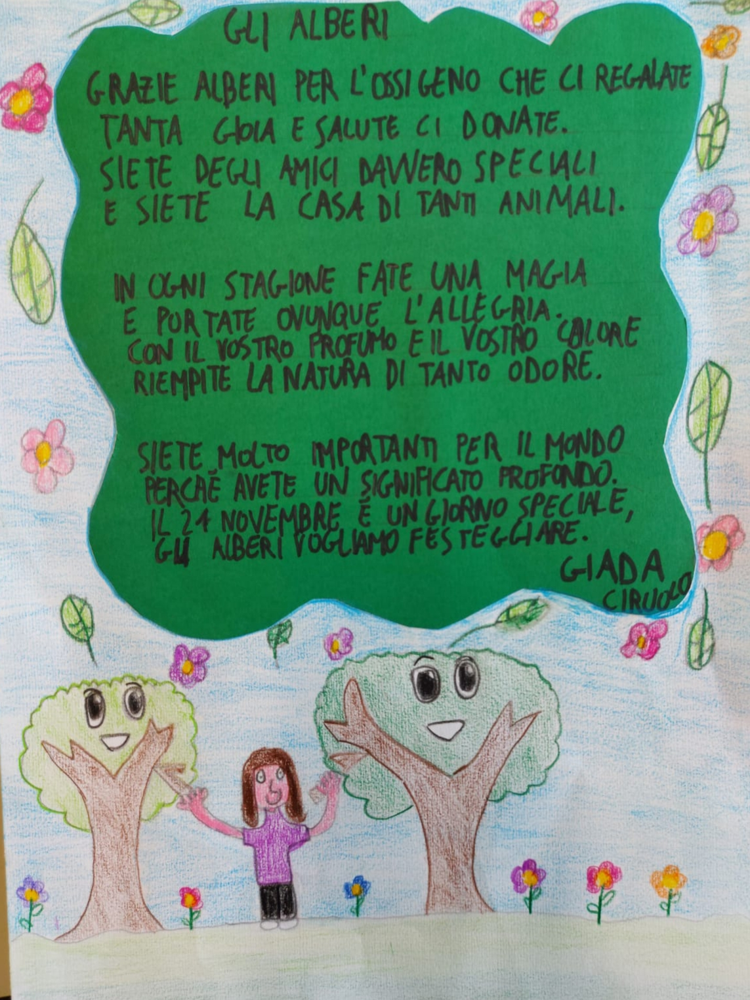 GLI ALBERI
GRAZIE ALBERI PER L'OSSIGENO CHE CI REGALATE
TANTA GIOIA E SALUTE CI DONATE.
SIETE DEGLI AMICI DAVVERO SPECIALI
E SIETE LA CASA DI TANTI ANIMALI.
IN OGNI STAGIONE FATE UNA MAGIA
E PORTATE OVUNQUE L'ALLEGRIA.
CON IL VOSTRO PROFUMO E IL VOSTRO CALORE
RIEMPITE LA NATURA DI TANTO ODORE.
SIETE MOLTO IMPORTANTI PER IL MONDO
PERCHÉ AVETE UN SIGNIFICATO PROFONDO.
IL 21 NOVEMBRE È UN GIORNO SPECIALE,
GLI ALBERI VOGLIAMO FESTEGGIARE.
GIADA
CIRUOLO